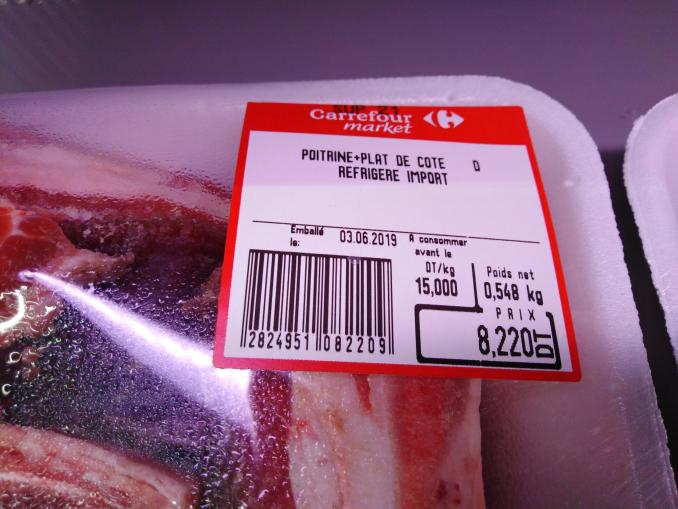 SUP 21
Carrefour
market
POITRINE+PLAT DE COTE D
REFRIGERE IMPORT
Emballé le: 03.06.2019
A consommer avant le
DT/kg
15,000
Poids net
0,548 kg
PRIX
8,220 DT
2824951 082209